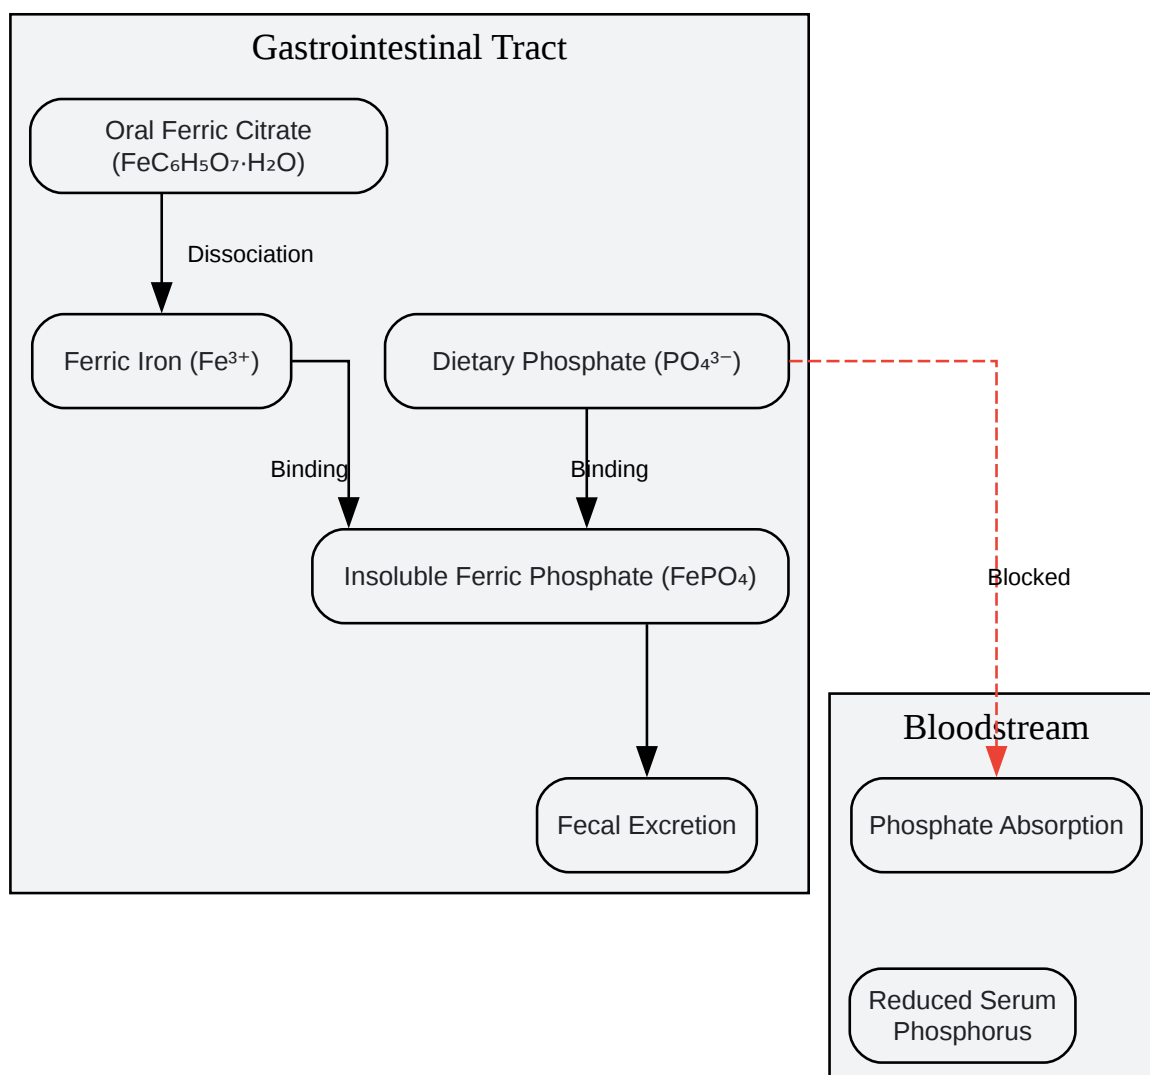 Gastrointestinal Tract
Oral Ferric Citrate
(FeC₆H₅O₇·H₂O)
Dissociation
Ferric Iron (Fe³⁺)
Dietary Phosphate (PO₄³⁻)
Binding
Binding
Insoluble Ferric Phosphate (FePO₄)
Blocked
Fecal Excretion
Bloodstream
Phosphate Absorption
Reduced Serum
Phosphorus